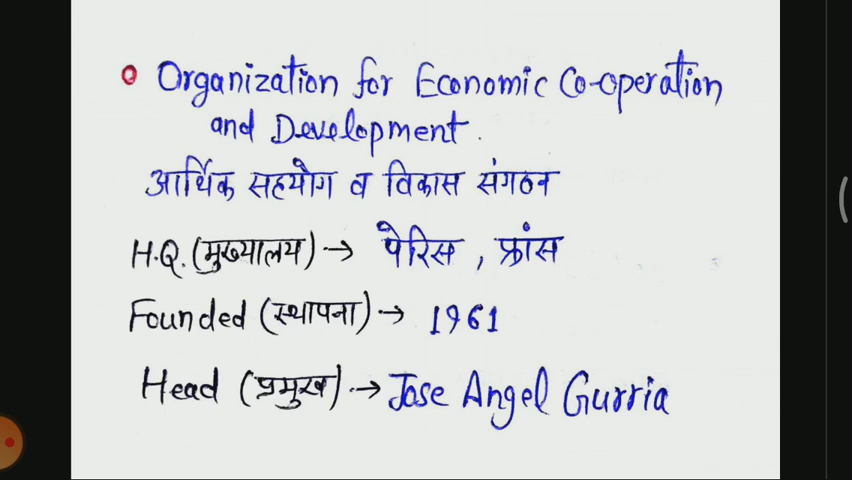 Organization for Economic Co-operation
and Development.
आर्थिक सहयोग व विकास संगठन
H.Q. (मुख्यालय) → पेरिस, फ्रांस
Founded (स्थापना) → 1961
Head (प्रमुख) → Jose Angel Gurria